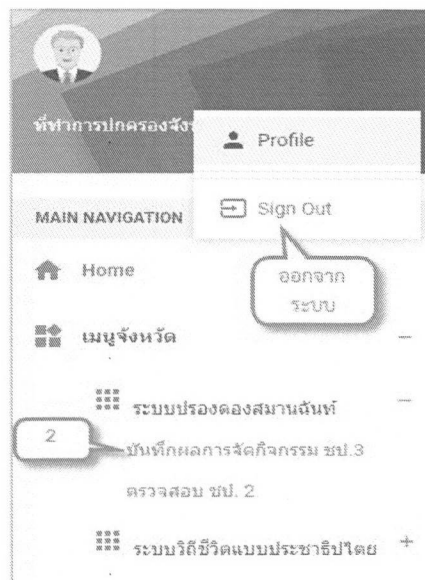 ที่ทำการปกครองจัง
Profile
Sign Out
MAIN NAVIGATION
ออกจาก
ระบบ
Home
เมนูจังหวัด
ระบบปรองดองสมานฉันท์
2
บันทึกผลการจัดกิจกรรม ชป.3
ตรวจสอบ ชป. 2
ระบบวิถีชีวิตแบบประชาธิปไตย